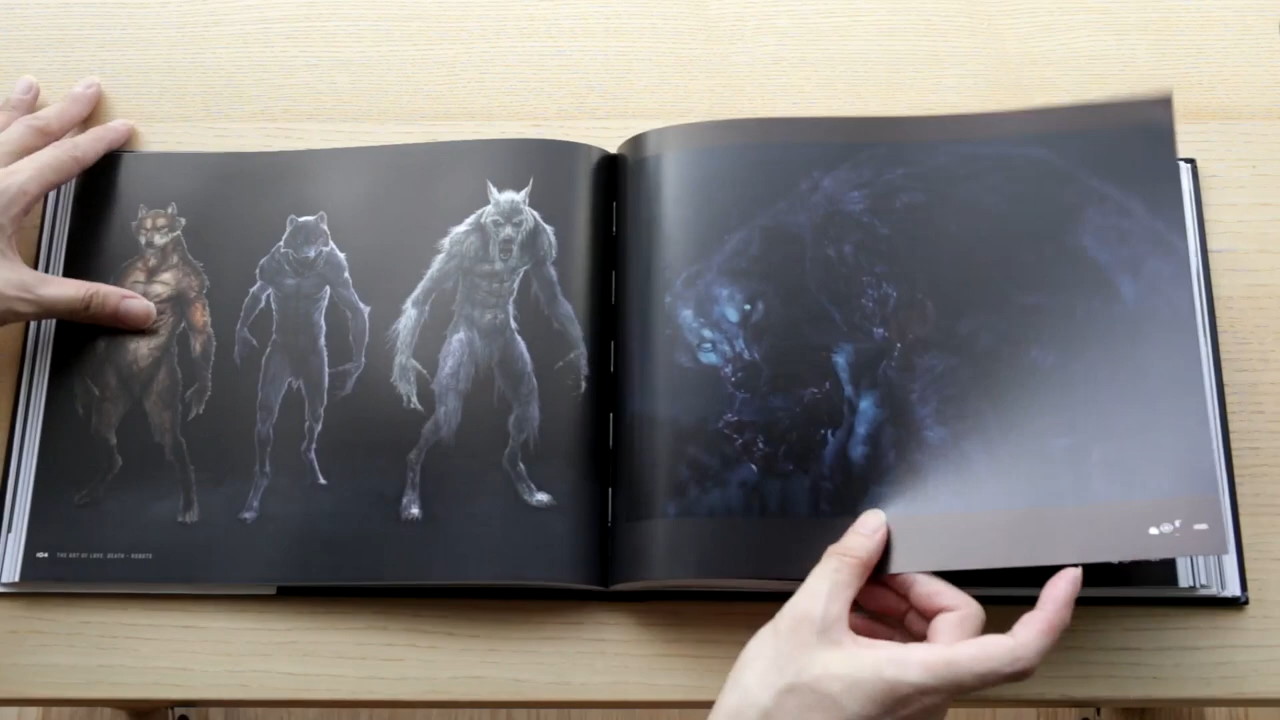 104 THE ART OF LOVE, DEATH + ROBOTS